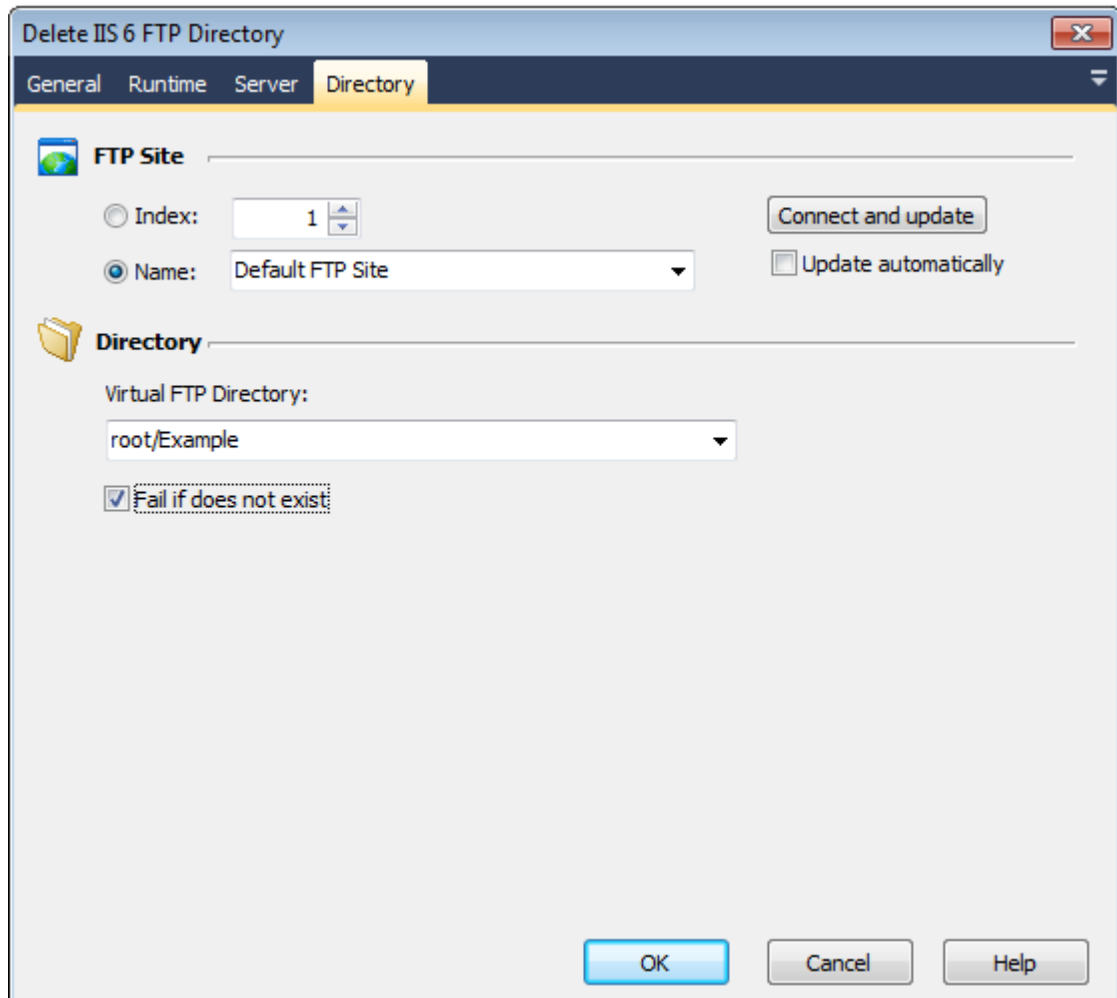 Delete IIS 6 FTP Directory
General Runtime Server Directory
FTP Site
Index: 1 Connect and update
Name: Default FTP Site Update automatically
Directory
Virtual FTP Directory:
root/Example
Fail if does not exist
OK Cancel Help